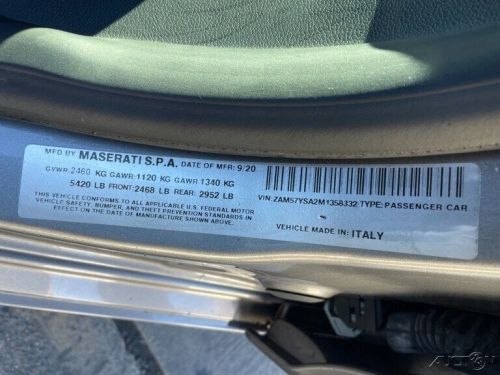 MFD BY MASERATI S.P.A. DATE OF MFR: 9/20
GVWR: 2460 KG GAWR: 1120 KG GAWR: 1340 KG
5420 LB FRONT: 2468 LB REAR: 2952 LB
THIS VEHICLE CONFORMS TO ALL APPLICABLE U.S. FEDERAL MOTOR
VEHICLE SAFETY, BUMPER, AND THEFT PREVENTION STANDARDS IN
EFFECT ON THE DATE OF MANUFACTURE SHOWN ABOVE.
VIN: ZAM57YSA2M1358332 TYPE: PASSENGER CAR
VEHICLE MADE IN: ITALY